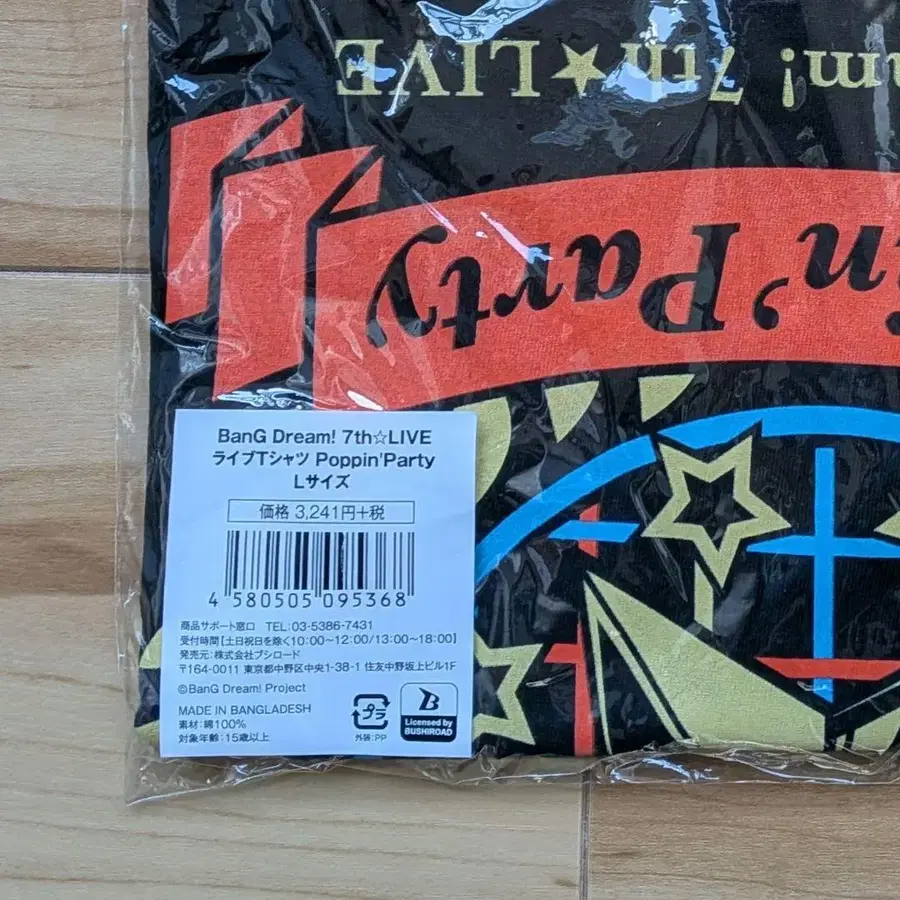 um! 7th★LIVE
in'Party
BanG Dream! 7th☆LIVE
ライブTシャツ Poppin'Party
Lサイズ
価格 3,241円+税
4 580505 095368
商品サポート窓口 TEL:03-5386-7431
受付時間【土日祝日を除く10:00~12:00/13:00~18:00】
発売元:株式会社ブシロード
〒164-0011 東京都中野区中央1-38-1 住友中野坂上ビル1F
©BanG Dream! Project
MADE IN BANGLADESH
素材:綿100%
対象年齢:15歳以上
プラ
外装:PP
B
Licensed by
BUSHIROAD